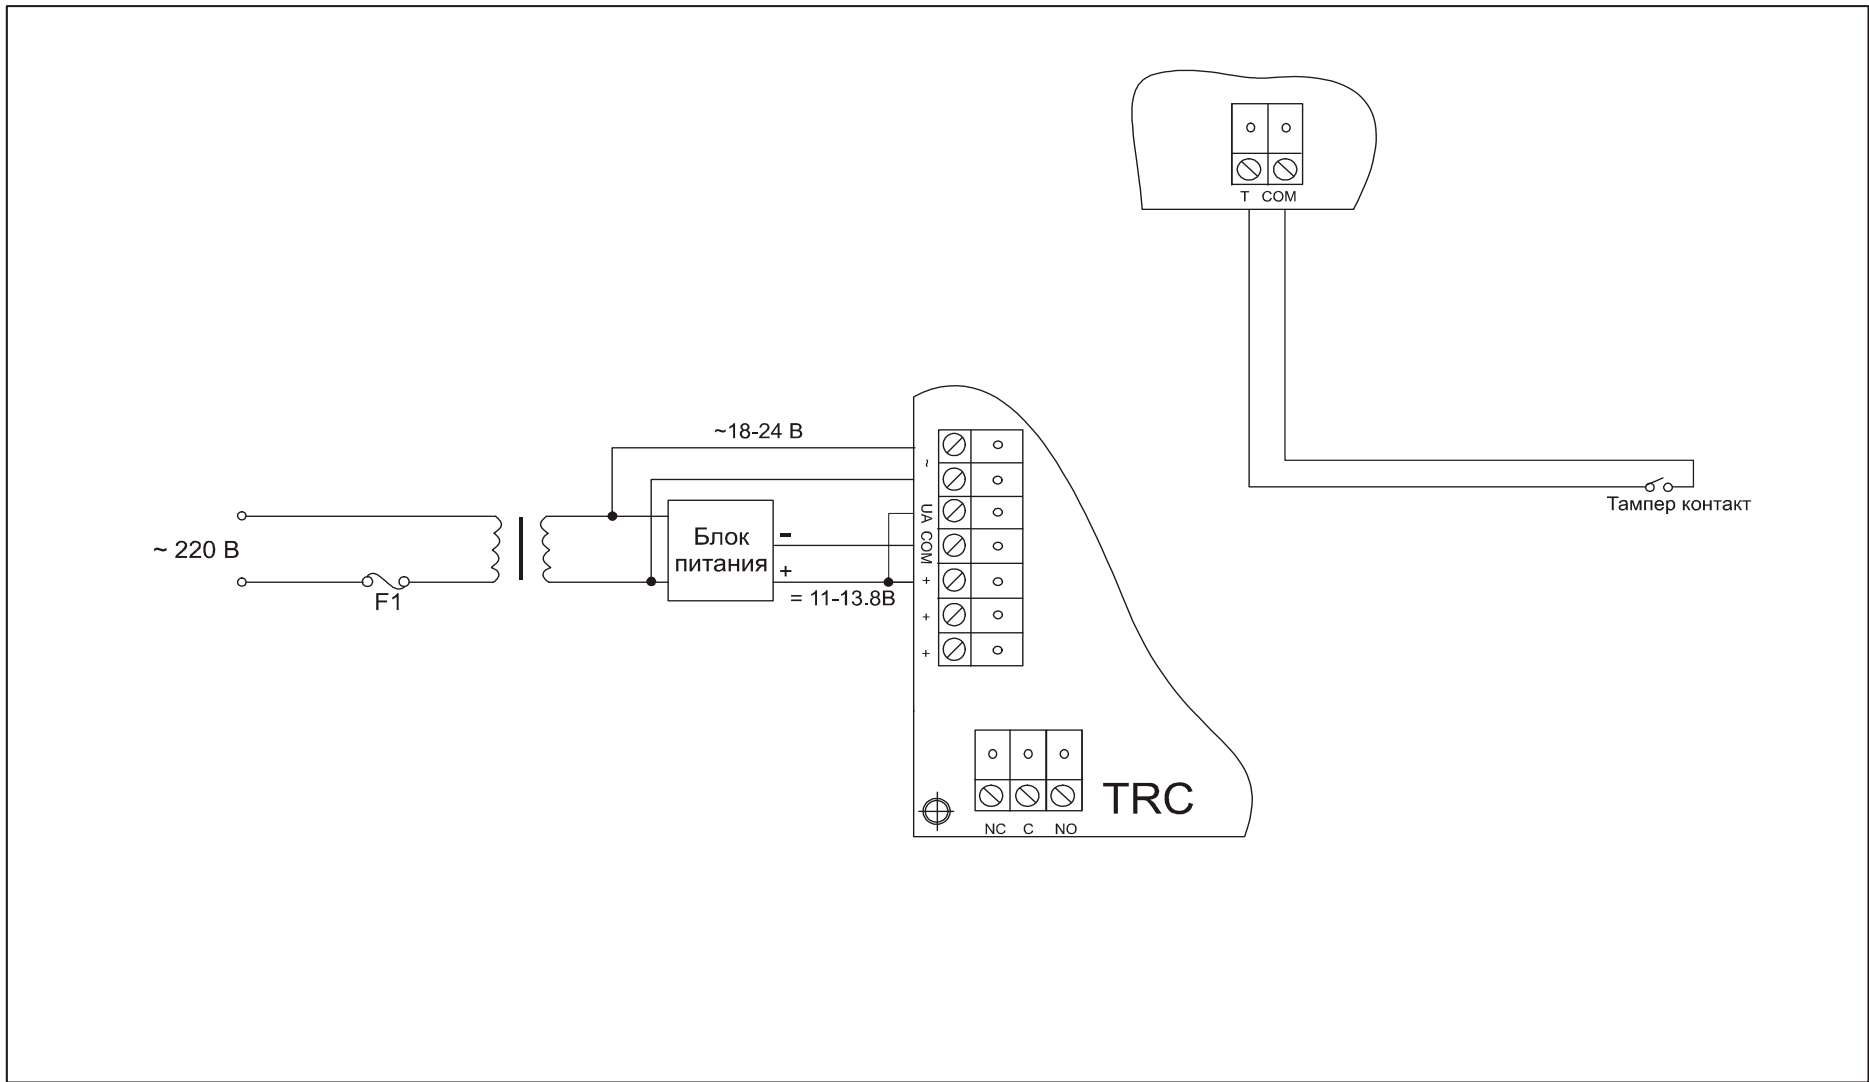 T COM
~18-24 В
~
UA
COM
+
+
+
~ 220 В
F1
Блок
питания
-
+
= 11-13.8В
Тампер контакт
TRC
NC C NO